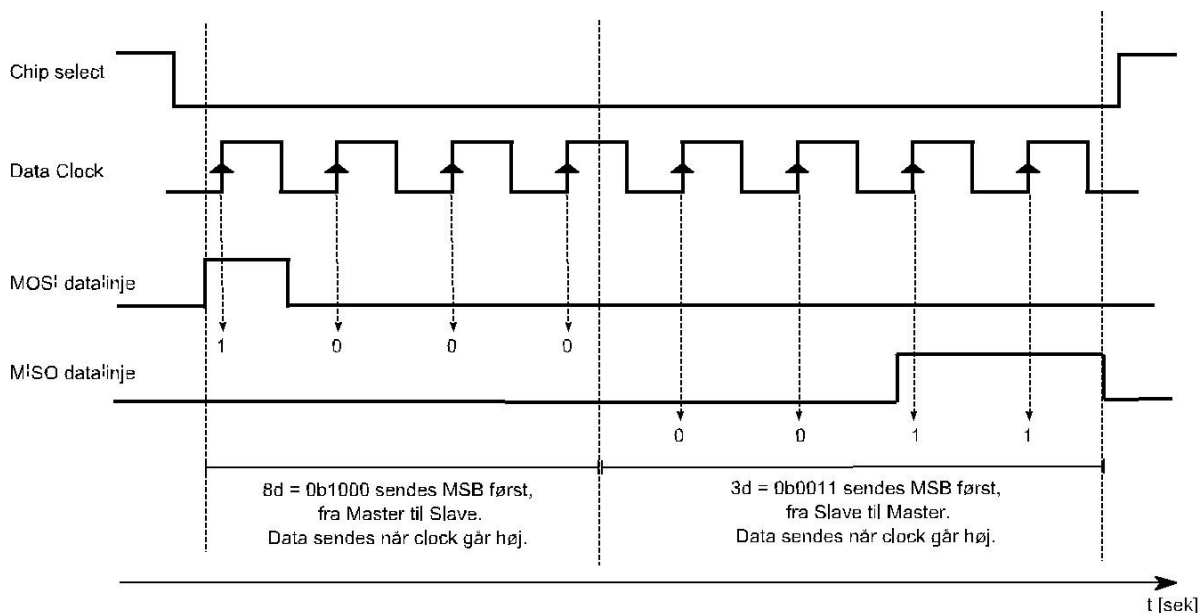 Chip select
Data Clock
MOSI datalinje
1 0 0 0
MISO datalinje
0 0 1 1
8d = 0b1000 sendes MSB først,
fra Master til Slave.
Data sendes når clock går høj.
3d = 0b0011 sendes MSB først,
fra Slave til Master.
Data sendes når clock går høj.
t [sek]